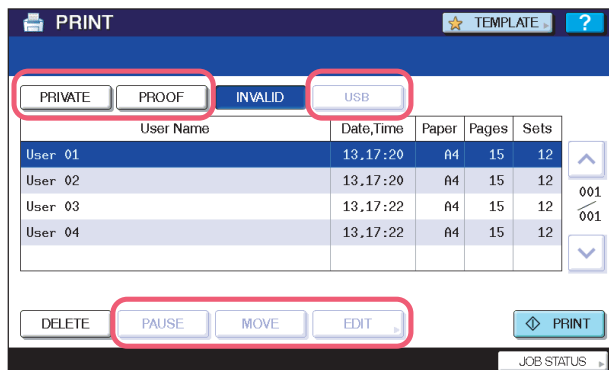 PRINT TEMPLATE ?
PRIVATE PROOF INVALID USB
User Name Date,Time Paper Pages Sets
User 01 13,17:20 A4 15 12
User 02 13,17:20 A4 15 12
001
User 03 13,17:22 A4 15 12
001
User 04 13,17:22 A4 15 12
DELETE PAUSE MOVE EDIT PRINT
JOB STATUS